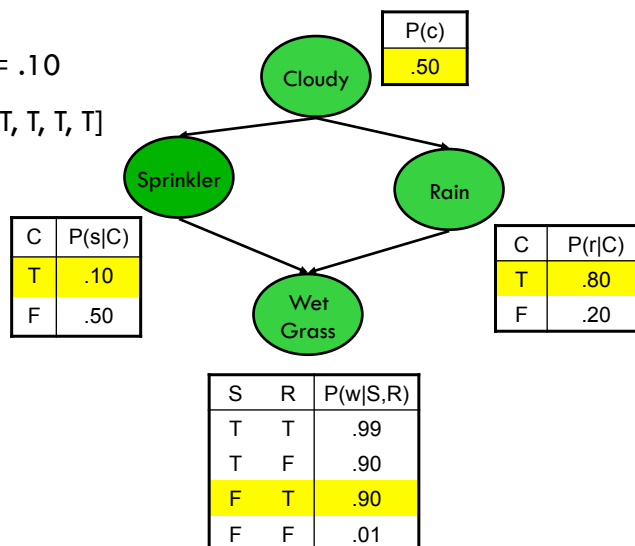 = .10
T, T, T, T]
P(c)
.50
Cloudy
Sprinkler
Rain
C P(s|C)
T .10
F .50
C P(r|C)
T .80
F .20
Wet
Grass
S R P(w|S,R)
T T .99
T F .90
F T .90
F F .01